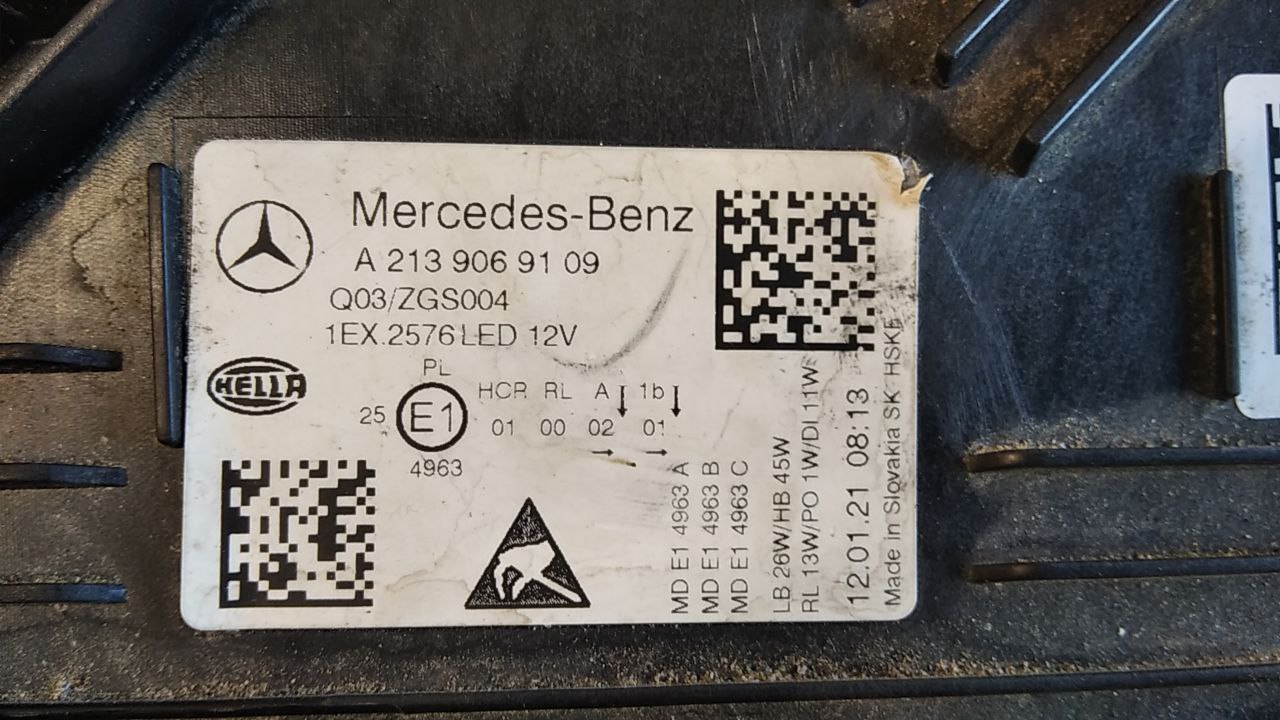 Mercedes-Benz
A 213 906 91 09
Q03/ZGS004
1EX.2576 LED 12V
HELLA
PL
HCR RL A 1b
25 E1 01 00 02 01
4963
MD E1 4963 A
MD E1 4963 B
MD E1 4963 C
LB 26W/HB 45W
RL 13W/PO 1W/DI 11W
12.01.21 08:13
Made in Slovakia SK HSKE